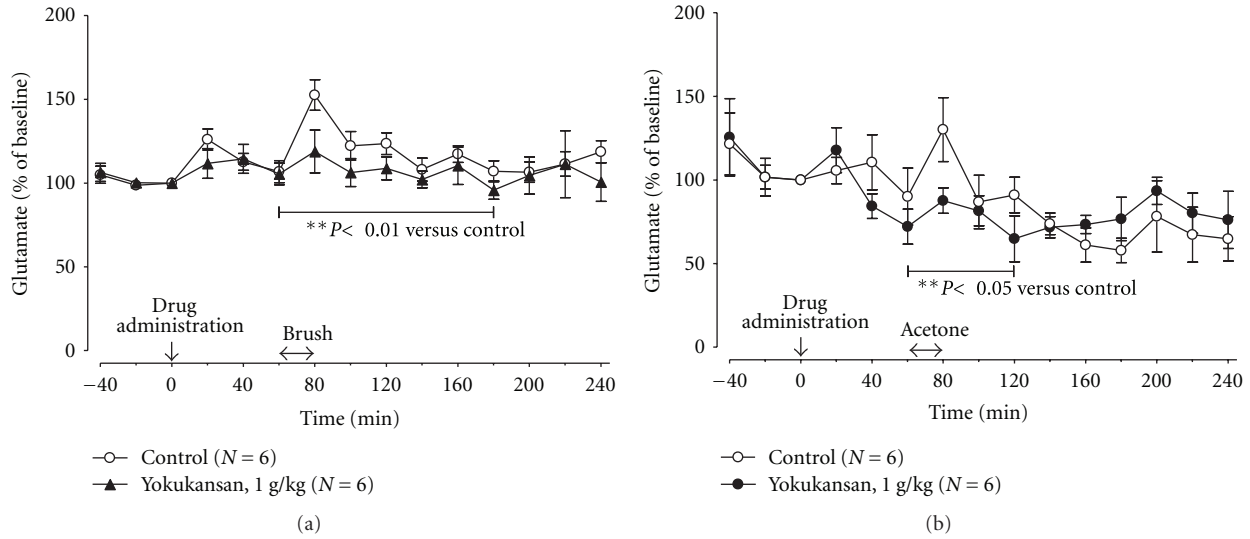 200
150
100
50
0
Glutamate (% of baseline)
**P< 0.01 versus control
Drug
administration
Brush
−40 0 40 80 120 160 200 240
Time (min)
Control (N = 6)
Yokukansan, 1 g/kg (N = 6)
(a)
200
150
100
50
0
Glutamate (% of baseline)
**P< 0.05 versus control
Drug
administration
Acetone
−40 0 40 80 120 160 200 240
Time (min)
Control (N = 6)
Yokukansan, 1 g/kg (N = 6)
(b)